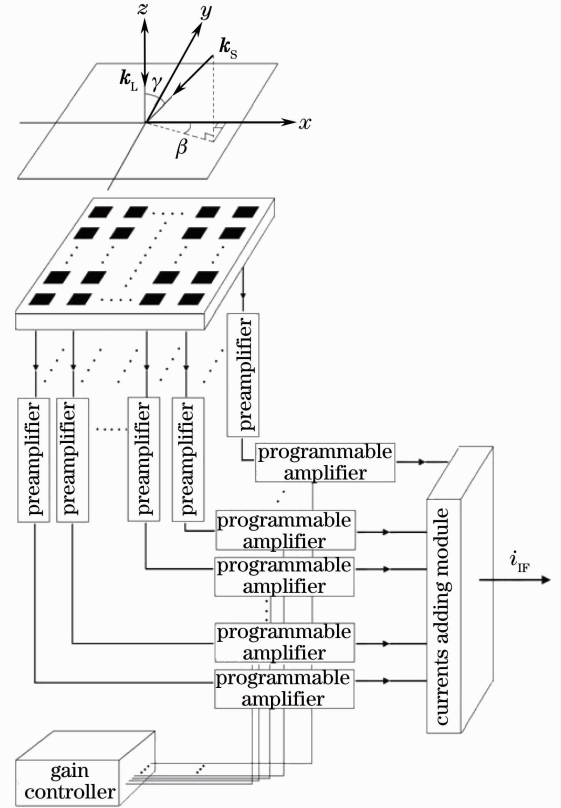 z
y
k_S
k_L
γ
x
β
preamplifier
preamplifier
preamplifier
preamplifier
preamplifier
programmable
amplifier
programmable
amplifier
programmable
amplifier
programmable
amplifier
programmable
amplifier
currents adding module
i_IF
gain
controller